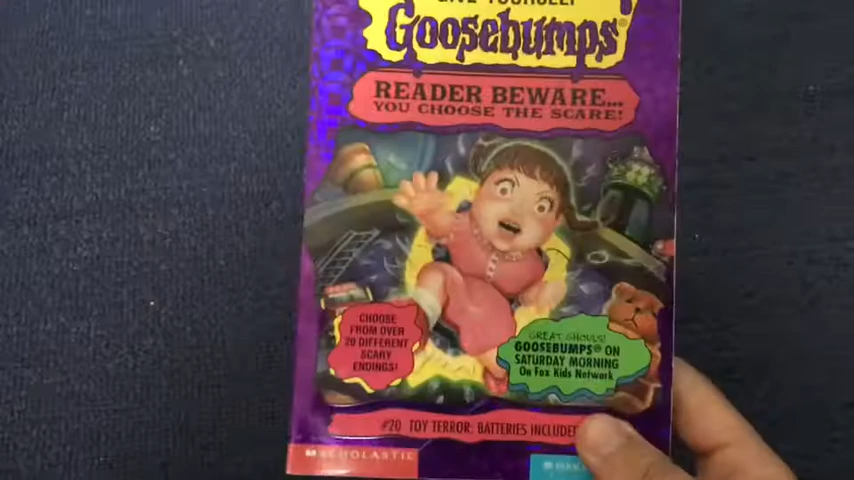 GOOSEBUMPS
READER BEWARE...
YOU CHOOSE THE SCARE!
CHOOSE
FROM OVER
20 DIFFERENT
SCARY
ENDINGS!
GREAT GHOULS!
GOOSEBUMPS® ON
SATURDAY MORNING
On Fox Kids Network
#20 TOY TERROR: BATTERIES INCLUDED
SCHOLASTIC